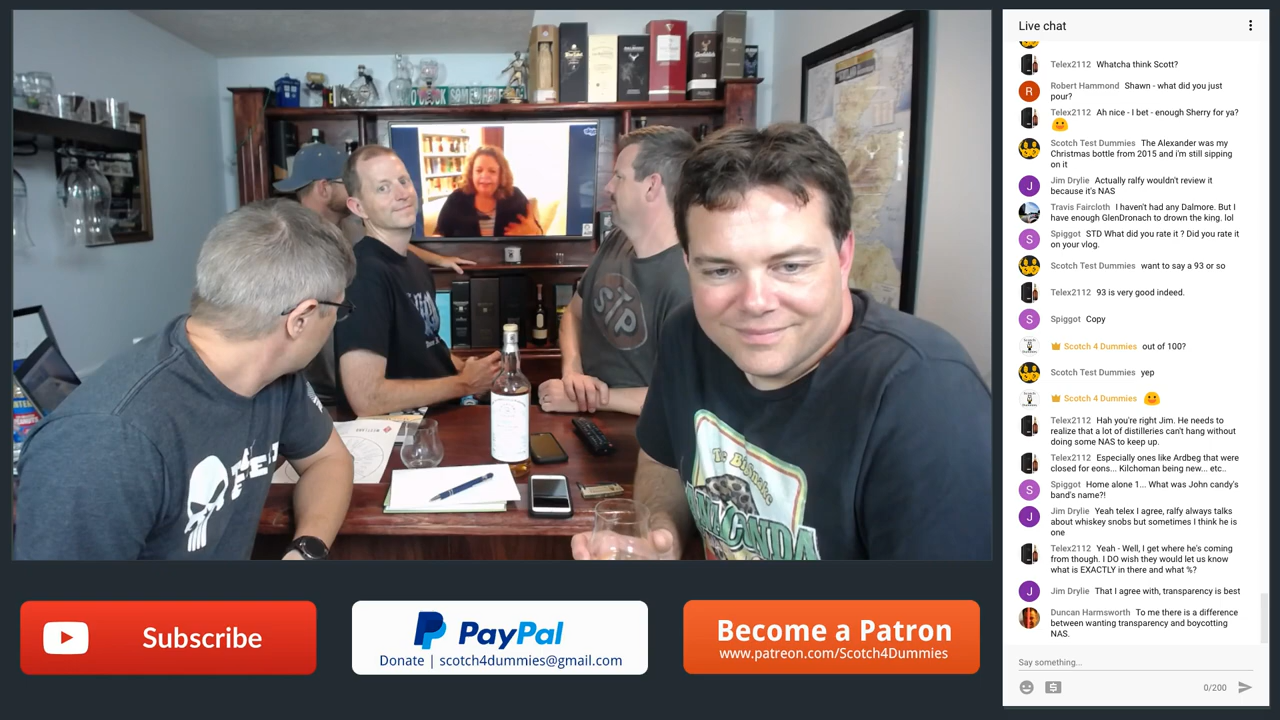 STP
To Blonike
Live chat
Telex2112 Whatcha think Scott?
R
Robert Hammond Shawn - what did you just
pour?
Telex2112 Ah nice - I bet - enough Sherry for ya?
Scotch Test Dummies The Alexander was my
Christmas bottle from 2015 and i'm still sipping
on it
J
Jim Drylie Actually ralfy wouldn't review it
because it's NAS
Travis Faircloth I haven't had any Dalmore. But I
have enough GlenDronach to drown the king. lol
S
Spiggot STD What did you rate it ? Did you rate it
on your vlog.
Scotch Test Dummies want to say a 93 or so
Telex2112 93 is very good indeed.
S
Spiggot Copy
Scotch 4 Dummies out of 100?
Scotch Test Dummies yep
Scotch 4 Dummies
Telex2112 Hah you're right Jim. He needs to
realize that a lot of distilleries can't hang without
doing some NAS to keep up.
Telex2112 Especially ones like Ardbeg that were
closed for eons... Kilchoman being new... etc..
S
Spiggot Home alone 1... What was John candy's
band's name?!
J
Jim Drylie Yeah telex I agree, ralfy always talks
about whiskey snobs but sometimes I think he is
one
Telex2112 Yeah - Well, I get where he's coming
from though. I DO wish they would let us know
what is EXACTLY in there and what %?
J
Jim Drylie That I agree with, transparency is best
Duncan Harmsworth To me there is a difference
between wanting transparency and boycotting
NAS.
Say something...
0/200
Subscribe
PayPal
Donate | scotch4dummies@gmail.com
Become a Patron
www.patreon.com/Scotch4Dummies